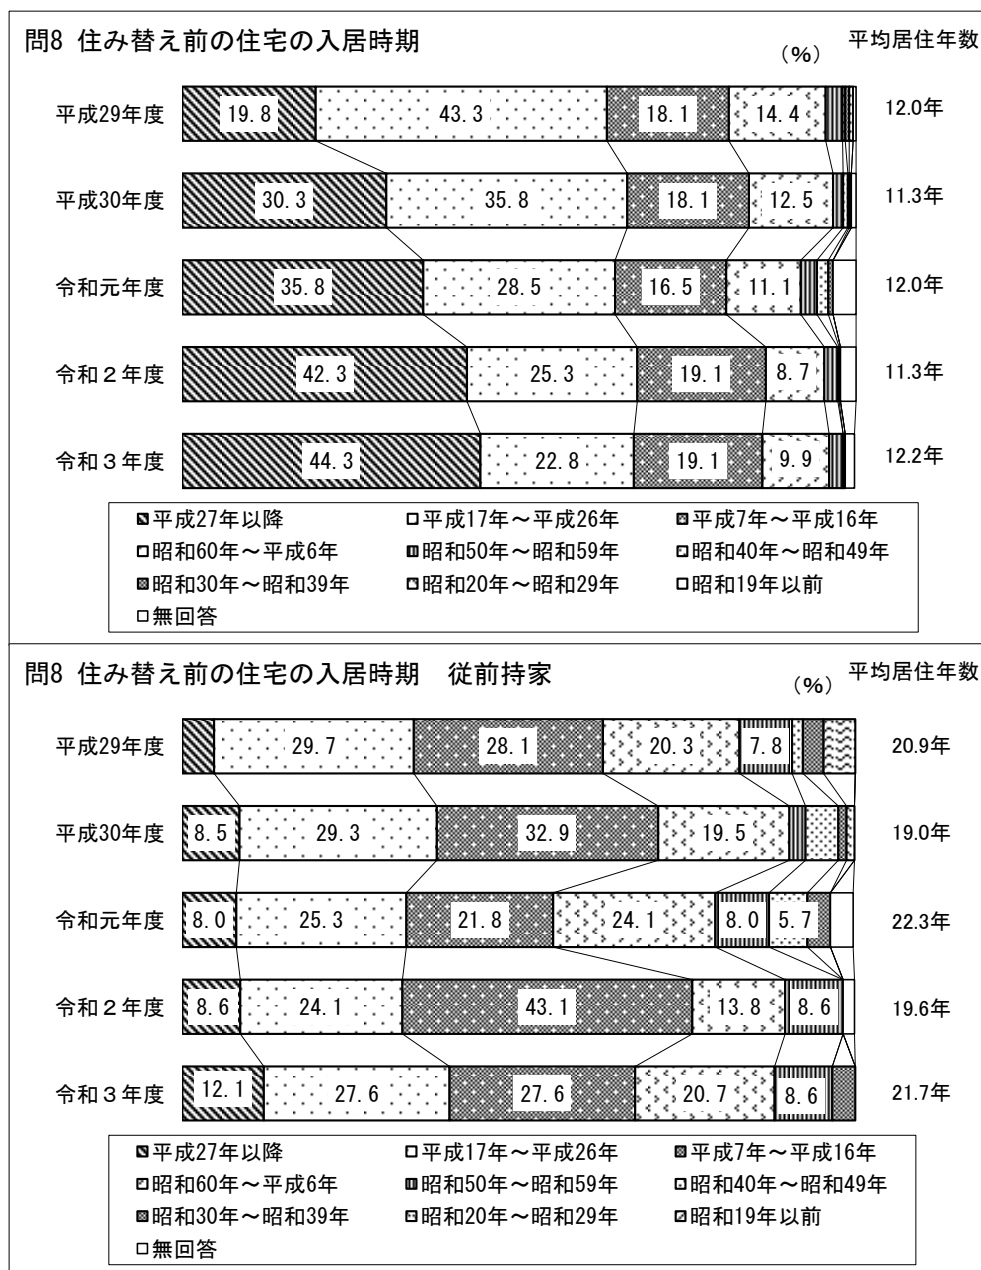 問8 住み替え前の住宅の入居時期
(%)
平均居住年数
平成29年度 19.8 43.3 18.1 14.4 12.0年
平成30年度 30.3 35.8 18.1 12.5 11.3年
令和元年度 35.8 28.5 16.5 11.1 12.0年
令和2年度 42.3 25.3 19.1 8.7 11.3年
令和3年度 44.3 22.8 19.1 9.9 12.2年
平成27年以降 平成17年～平成26年 平成7年～平成16年
昭和60年～平成6年 昭和50年～昭和59年 昭和40年～昭和49年
昭和30年～昭和39年 昭和20年～昭和29年 昭和19年以前
無回答
問8 住み替え前の住宅の入居時期 従前持家
(%)
平均居住年数
平成29年度 29.7 28.1 20.3 7.8 20.9年
平成30年度 8.5 29.3 32.9 19.5 19.0年
令和元年度 8.0 25.3 21.8 24.1 8.0 5.7 22.3年
令和2年度 8.6 24.1 43.1 13.8 8.6 19.6年
令和3年度 12.1 27.6 27.6 20.7 8.6 21.7年
平成27年以降 平成17年～平成26年 平成7年～平成16年
昭和60年～平成6年 昭和50年～昭和59年 昭和40年～昭和49年
昭和30年～昭和39年 昭和20年～昭和29年 昭和19年以前
無回答